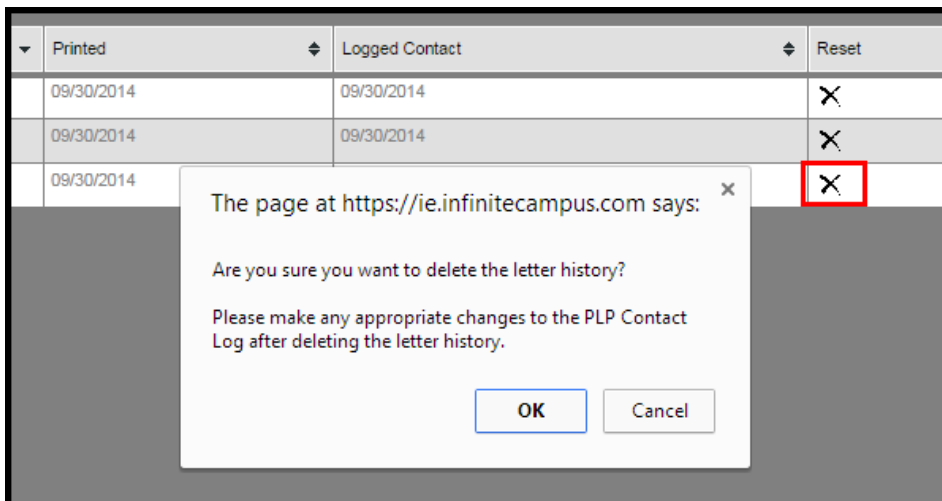 Printed Logged Contact Reset
09/30/2014 09/30/2014
09/30/2014 09/30/2014
09/30/2014
The page at https://ie.infinitecampus.com says:
Are you sure you want to delete the letter history?
Please make any appropriate changes to the PLP Contact
Log after deleting the letter history.
OK Cancel